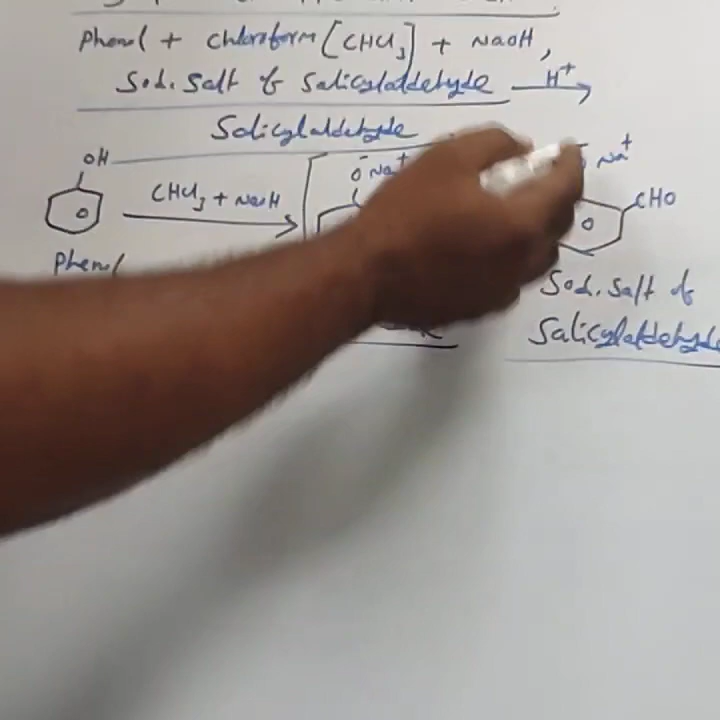 Phenol + Chloroform [CHCl3] + NaOH,
Sod. Salt of Salicylaldehyde H+
Salicylaldehyde
OH
CHCl3 + NaOH
Phenol
O- Na+
Na+
CHO
Sod. Salt of
Salicylaldehyde